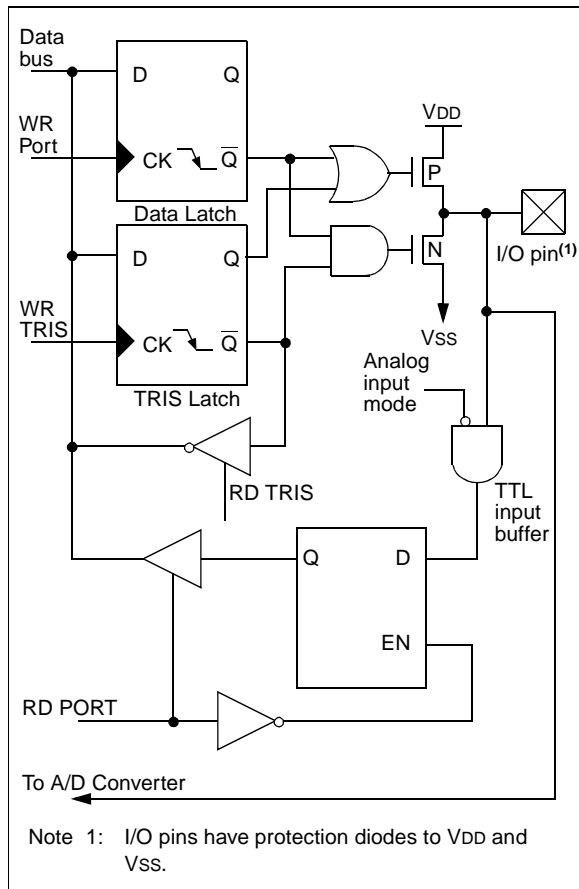 Data
bus
D
Q
VDD
WR
Port
CK
Q
P
Data Latch
N
I/O pin(1)
D
Q
WR
TRIS
CK
Q
VSS
TRIS Latch
Analog
input
mode
RD TRIS
TTL
input
buffer
Q
D
EN
RD PORT
To A/D Converter
Note 1: I/O pins have protection diodes to VDD and
VSS.